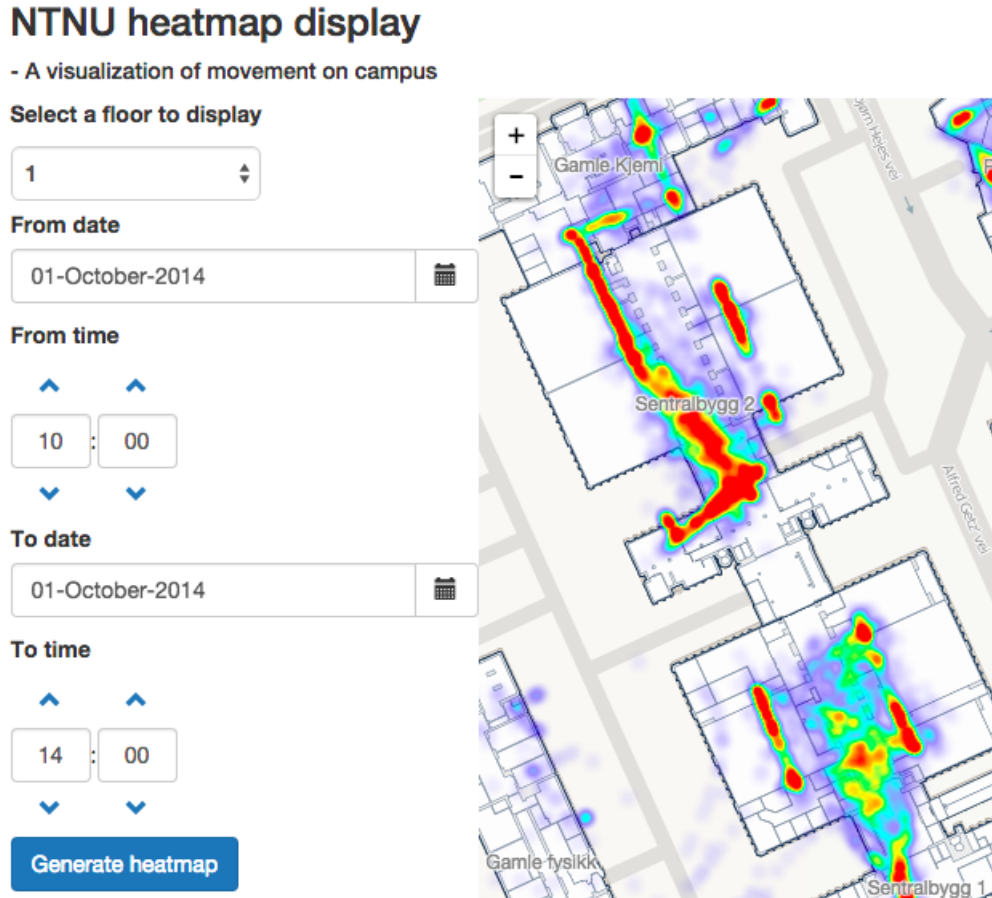 NTNU heatmap display
- A visualization of movement on campus
Select a floor to display
1
From date
01-October-2014
From time
10 : 00
To date
01-October-2014
To time
14 : 00
Generate heatmap
+
-
Gamle Kjemi
Hejes vei
Sentralbygg 2
Alfred Getz' vei
Gamle fysikk
Sentralbygg 1